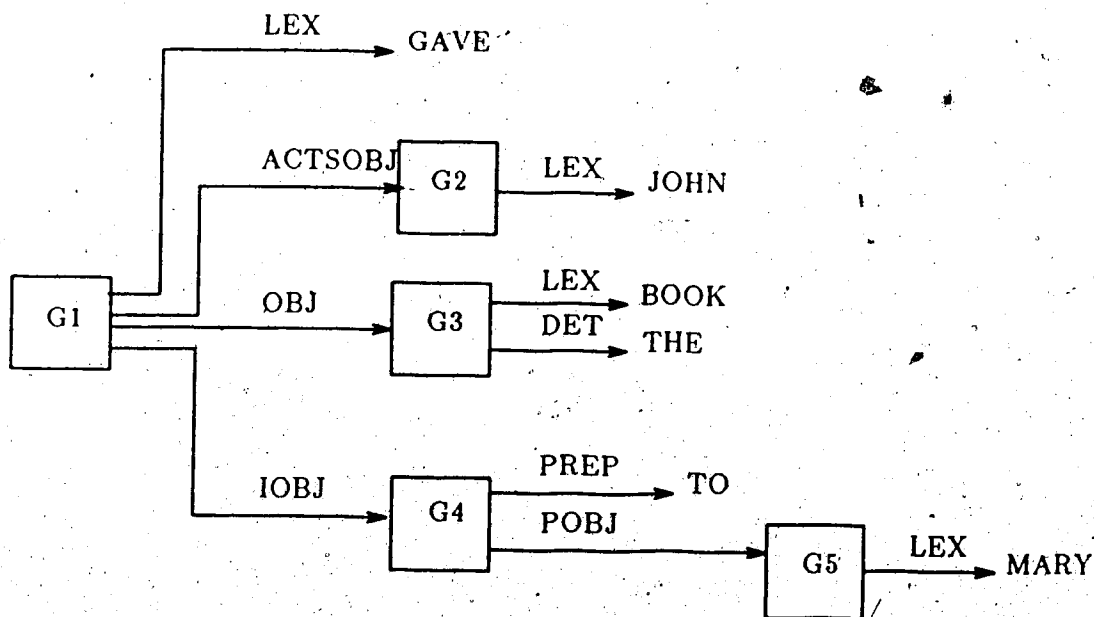 LEX GAVE
ACTSOBJ G2 LEX JOHN
G1 OBJ G3 LEX BOOK
DET THE
IOBJ G4 PREP TO
POBJ G5 LEX MARY